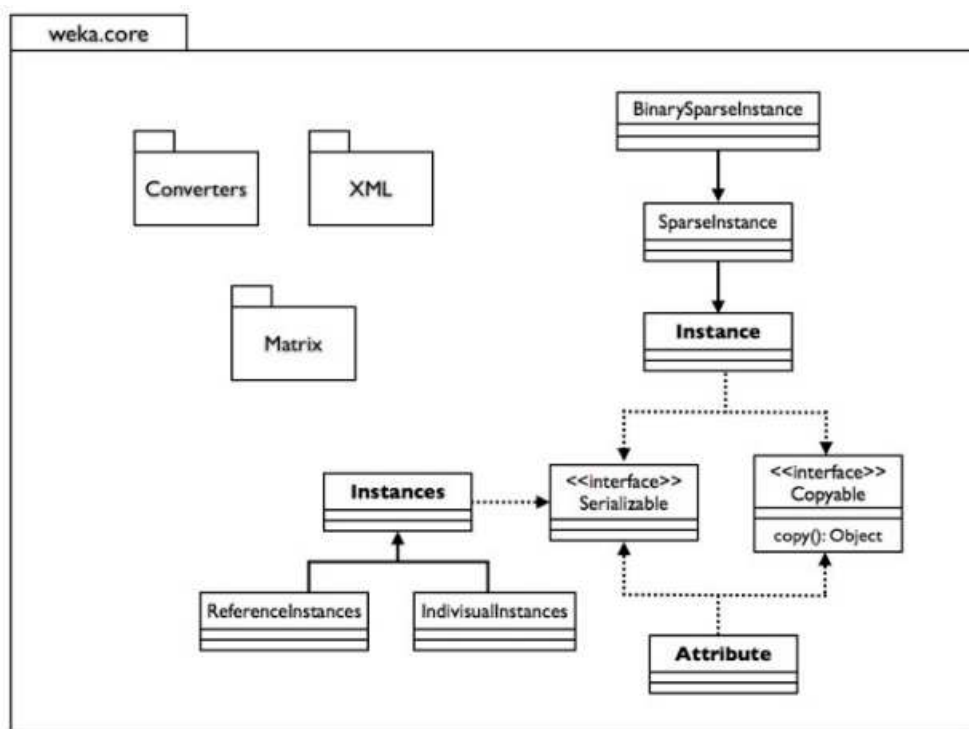 weka.core
BinarySparseInstance
Converters
XML
SparseInstance
Matrix
Instance
Instances
<<interface>>
Serializable
<<interface>>
Copyable
copy(): Object
ReferenceInstances
IndivisualInstances
Attribute